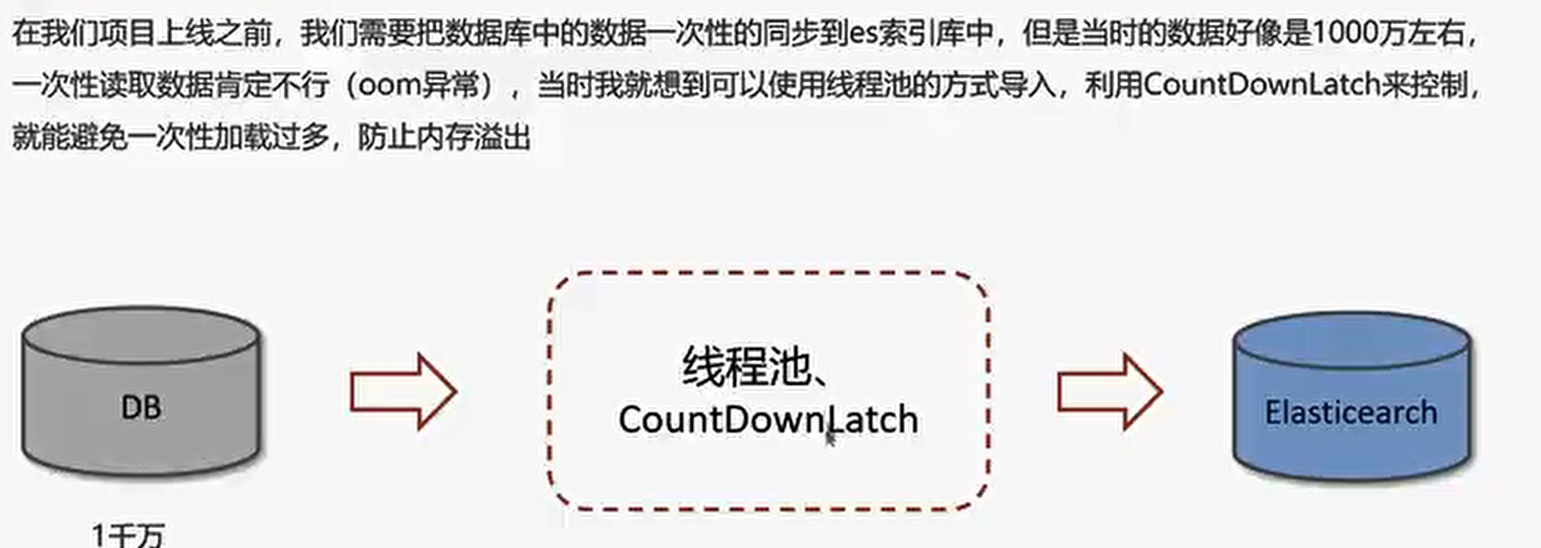 在我们项目上线之前，我们需要把数据库中的数据一次性的同步到es索引库中，但是当时的数据好像是1000万左右，
一次性读取数据肯定不行（oom异常），当时我就想到可以使用线程池的方式导入，利用CountDownLatch来控制，
就能避免一次性加载过多，防止内存溢出
线程池、
CountDownLatch
DB
Elasticearch
1千万